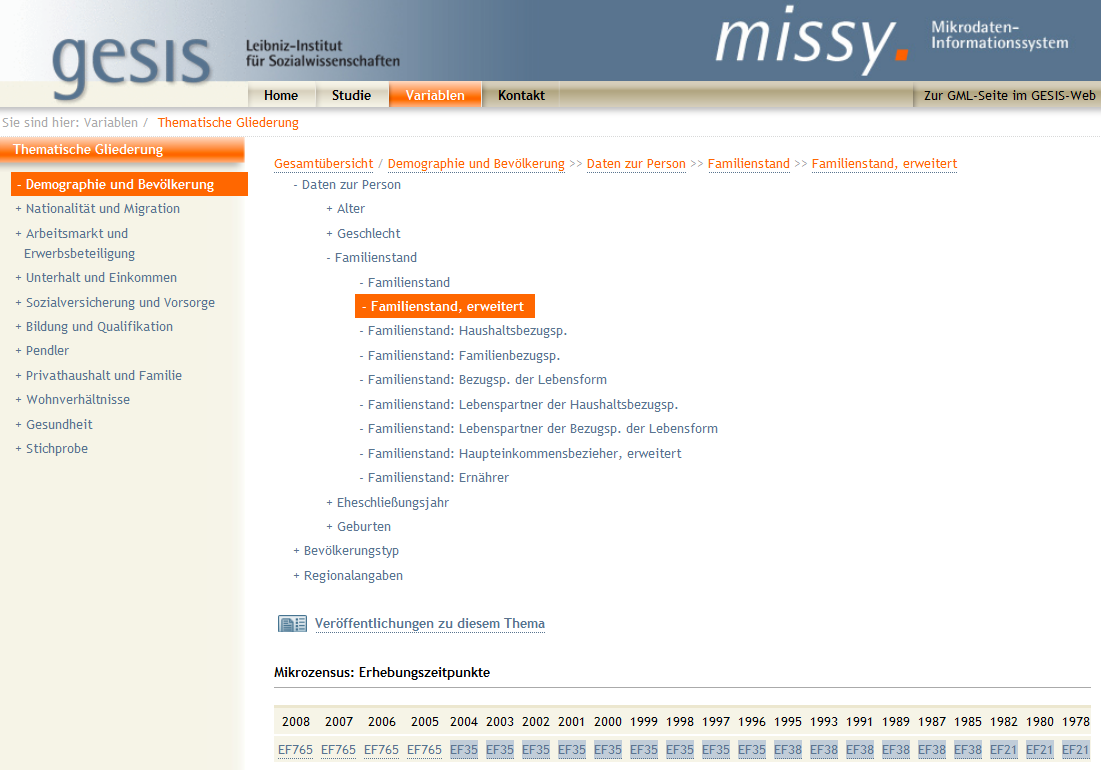 gesis
Leibniz-Institut
für Sozialwissenschaften
missy.
Mikrodaten-
Informationssystem
Home Studie Variablen Kontakt Zur GML-Seite im GESIS-Web
Sie sind hier: Variablen / Thematische Gliederung
Thematische Gliederung
- Demographie und Bevölkerung
+ Nationalität und Migration
+ Arbeitsmarkt und
Erwerbsbeteiligung
+ Unterhalt und Einkommen
+ Sozialversicherung und Vorsorge
+ Bildung und Qualifikation
+ Pendler
+ Privathaushalt und Familie
+ Wohnverhältnisse
+ Gesundheit
+ Stichprobe
Gesamtübersicht / Demographie und Bevölkerung >> Daten zur Person >> Familienstand >> Familienstand, erweitert
- Daten zur Person
+ Alter
+ Geschlecht
- Familienstand
- Familienstand
- Familienstand, erweitert
- Familienstand: Haushaltsbezugsp.
- Familienstand: Familienbezugsp.
- Familienstand: Bezugsp. der Lebensform
- Familienstand: Lebenspartner der Haushaltsbezugsp.
- Familienstand: Lebenspartner der Bezugsp. der Lebensform
- Familienstand: Haupteinkommensbezieher, erweitert
- Familienstand: Ernährer
+ Eheschließungsjahr
+ Geburten
+ Bevölkerungstyp
+ Regionalangaben
Veröffentlichungen zu diesem Thema
Mikrozensus: Erhebungszeitpunkte
2008 2007 2006 2005 2004 2003 2002 2001 2000 1999 1998 1997 1996 1995 1993 1991 1989 1987 1985 1982 1980 1978
EF765 EF765 EF765 EF765 EF35 EF35 EF35 EF35 EF35 EF35 EF35 EF35 EF35 EF38 EF38 EF38 EF38 EF38 EF38 EF21 EF21 EF21